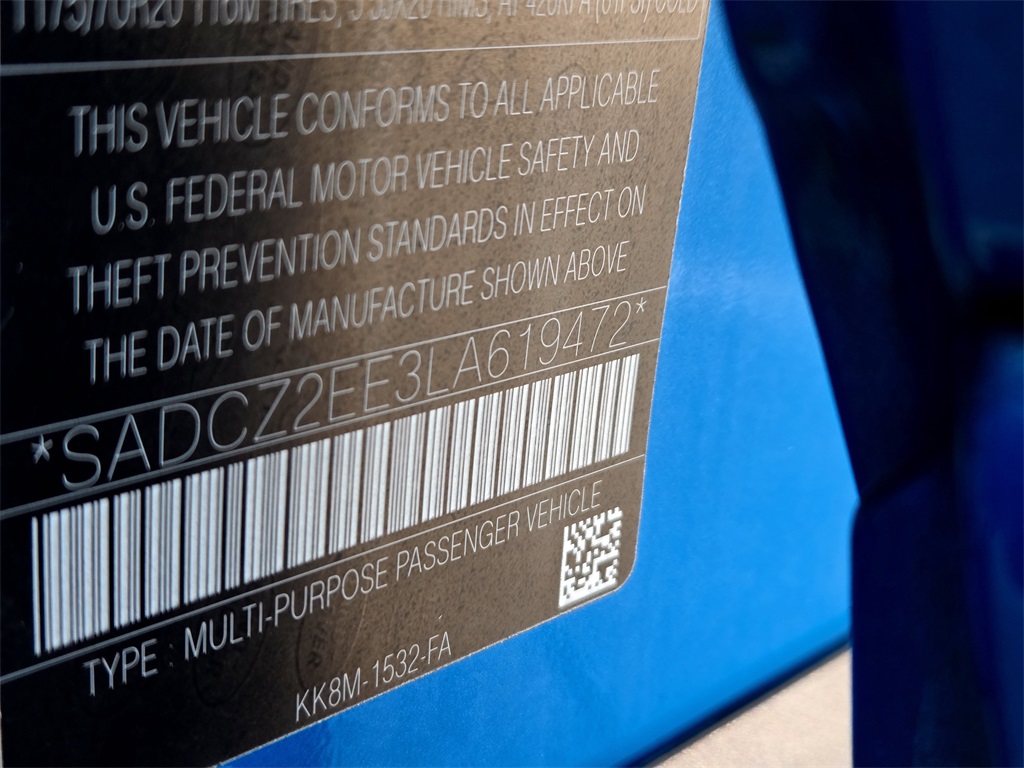 THIS VEHICLE CONFORMS TO ALL APPLICABLE
U.S. FEDERAL MOTOR VEHICLE SAFETY AND
THEFT PREVENTION STANDARDS IN EFFECT ON
THE DATE OF MANUFACTURE SHOWN ABOVE
*SADCZ2EE3LA619472*
TYPE : MULTI-PURPOSE PASSENGER VEHICLE
KK8M-1532-FA